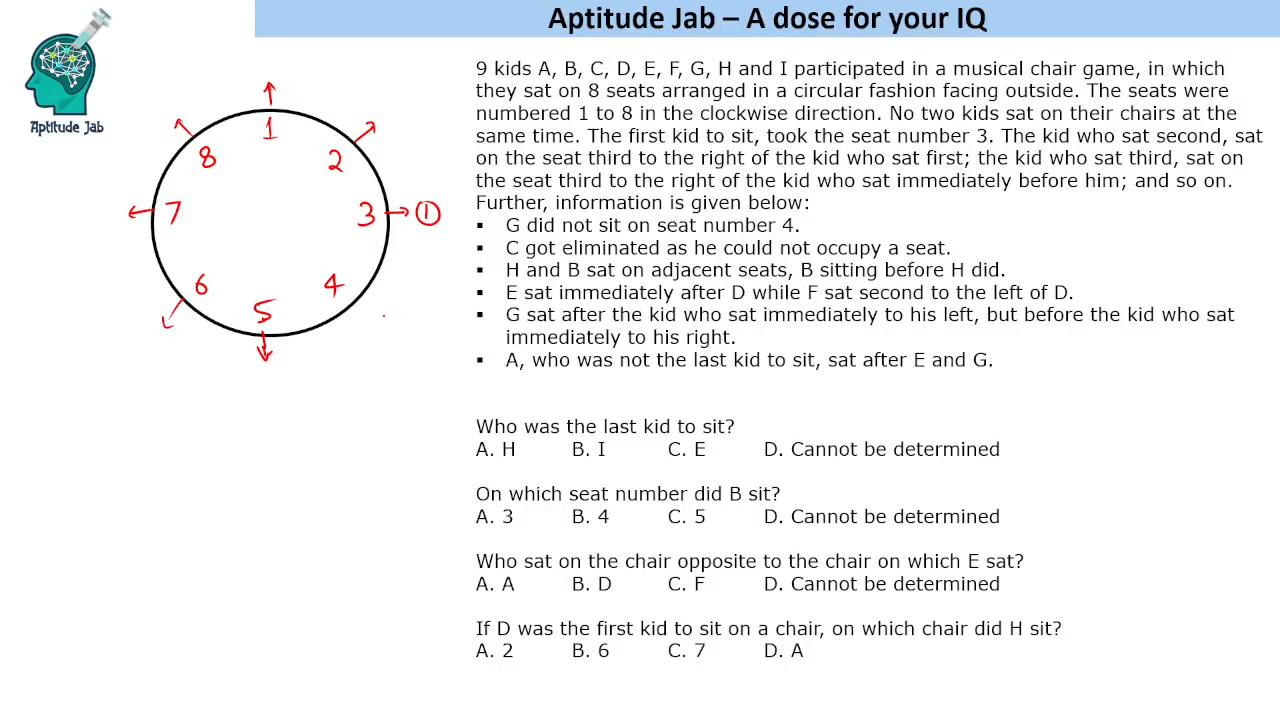 Aptitude Jab – A dose for your IQ
Aptitude Jab
9 kids A, B, C, D, E, F, G, H and I participated in a musical chair game, in which
they sat on 8 seats arranged in a circular fashion facing outside. The seats were
numbered 1 to 8 in the clockwise direction. No two kids sat on their chairs at the
same time. The first kid to sit, took the seat number 3. The kid who sat second, sat
on the seat third to the right of the kid who sat first; the kid who sat third, sat on
the seat third to the right of the kid who sat immediately before him; and so on.
Further, information is given below:
▪ G did not sit on seat number 4.
▪ C got eliminated as he could not occupy a seat.
▪ H and B sat on adjacent seats, B sitting before H did.
▪ E sat immediately after D while F sat second to the left of D.
▪ G sat after the kid who sat immediately to his left, but before the kid who sat
immediately to his right.
▪ A, who was not the last kid to sit, sat after E and G.
Who was the last kid to sit?
A. H B. I C. E D. Cannot be determined
On which seat number did B sit?
A. 3 B. 4 C. 5 D. Cannot be determined
Who sat on the chair opposite to the chair on which E sat?
A. A B. D C. F D. Cannot be determined
If D was the first kid to sit on a chair, on which chair did H sit?
A. 2 B. 6 C. 7 D. A
1
8 2
7 3 ①
6 4
5